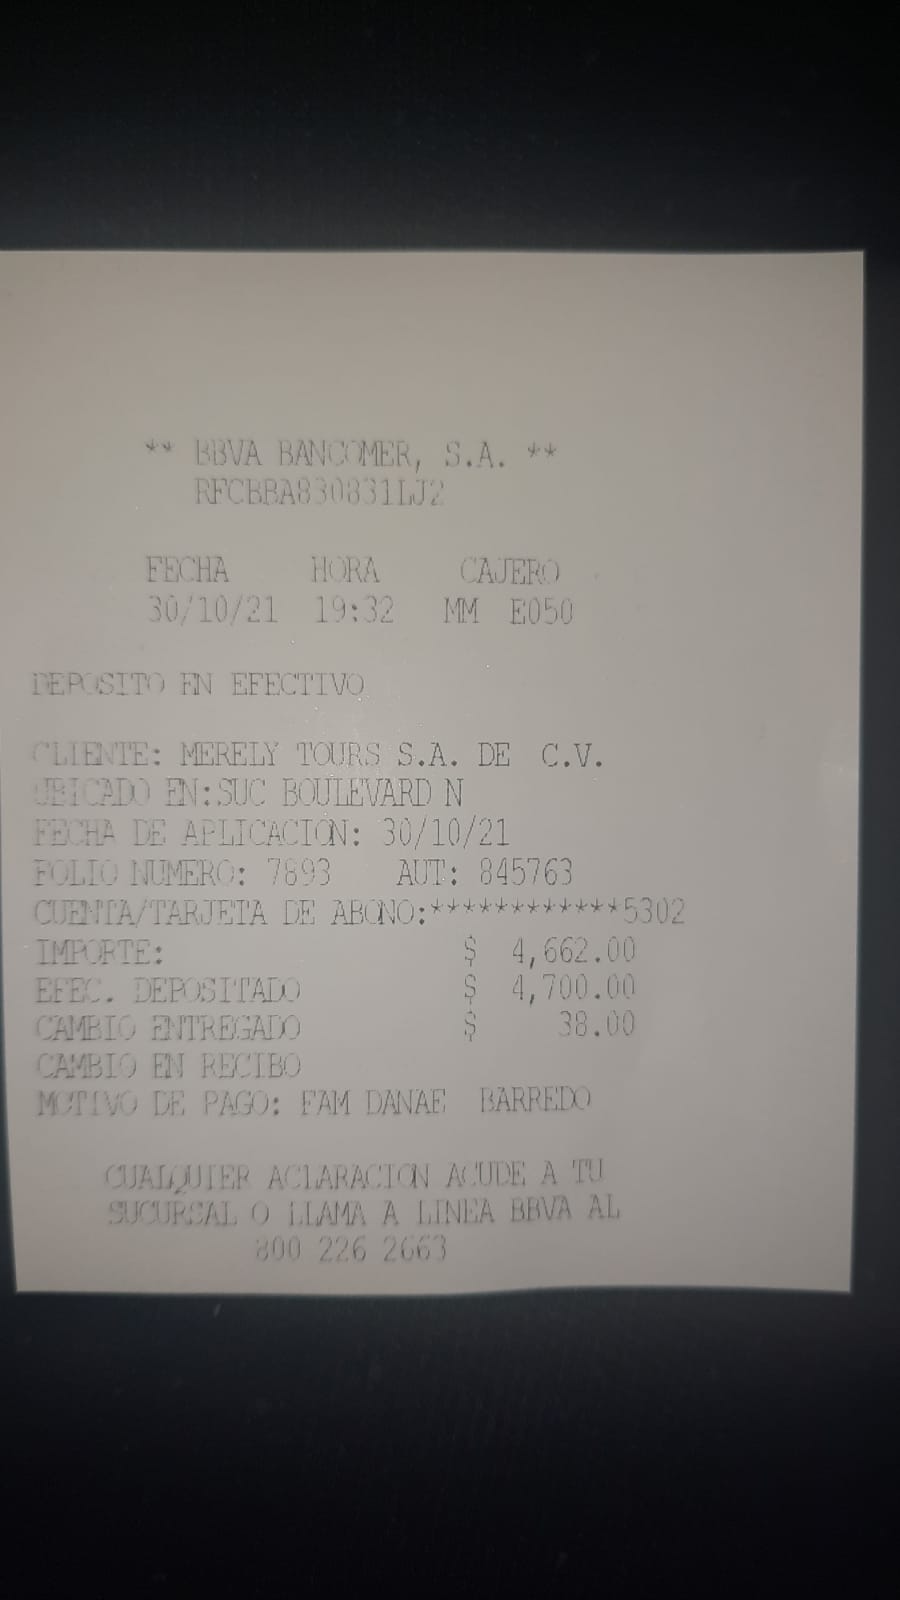 ** BBVA BANCOMER, S.A. **
RFCBBA830831LJ2
FECHA HORA CAJERO
30/10/21 19:32 MM E050
DEPOSITO EN EFECTIVO
CLIENTE: MERELY TOURS S.A. DE C.V.
UBICADO EN:SUC BOULEVARD N
FECHA DE APLICACION: 30/10/21
FOLIO NUMERO: 7893 AUT: 845763
CUENTA/TARJETA DE ABONO:************5302
IMPORTE: $ 4,662.00
EFEC. DEPOSITADO $ 4,700.00
CAMBIO ENTREGADO $ 38.00
CAMBIO EN RECIBO
MOTIVO DE PAGO: FAM DANAE BARREDO
CUALQUIER ACLARACION ACUDE A TU
SUCURSAL O LLAMA A LINEA BBVA AL
800 226 2663